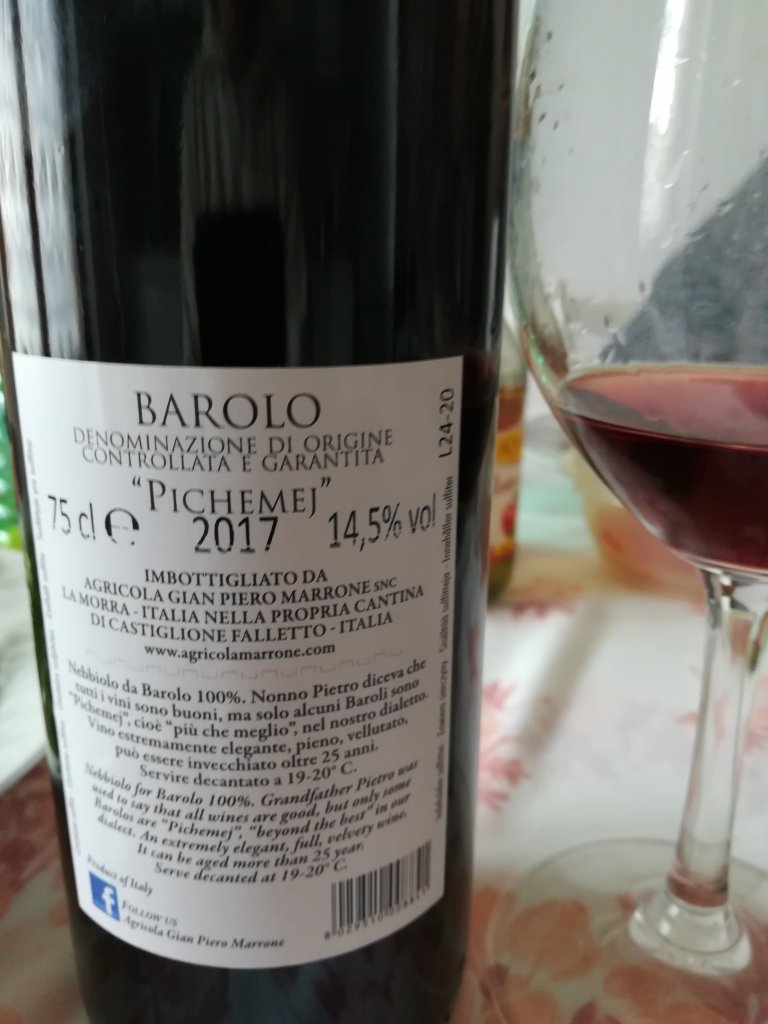 BAROLO
DENOMINAZIONE DI ORIGINE
CONTROLLATA E GARANTITA
"PICHEMEJ"
75 cl e 2017 14,5% vol
L24-20
IMBOTTIGLIATO DA
AGRICOLA GIAN PIERO MARRONE SNC
LA MORRA - ITALIA NELLA PROPRIA CANTINA
DI CASTIGLIONE FALLETTO - ITALIA
www.agricolamarrone.com
Nebbiolo da Barolo 100%. Nonno Pietro diceva che
tutti i vini sono buoni, ma solo alcuni Baroli sono
"Pichemej", cioè "più che meglio", nel nostro dialetto.
Vino estremamente elegante, pieno, vellutato,
può essere invecchiato oltre 25 anni.
Servire decantato a 19-20° C.
Nebbiolo for Barolo 100%. Grandfather Pietro was
used to say that all wines are good, but only some
Barolos are "Pichemej", "beyond the best" in our
dialect. An extremely elegant, full, velvety wine.
It can be aged more than 25 year.
Serve decanted at 19-20° C.
Product of Italy
f
FOLLOW US
Agricola Gian Piero Marrone